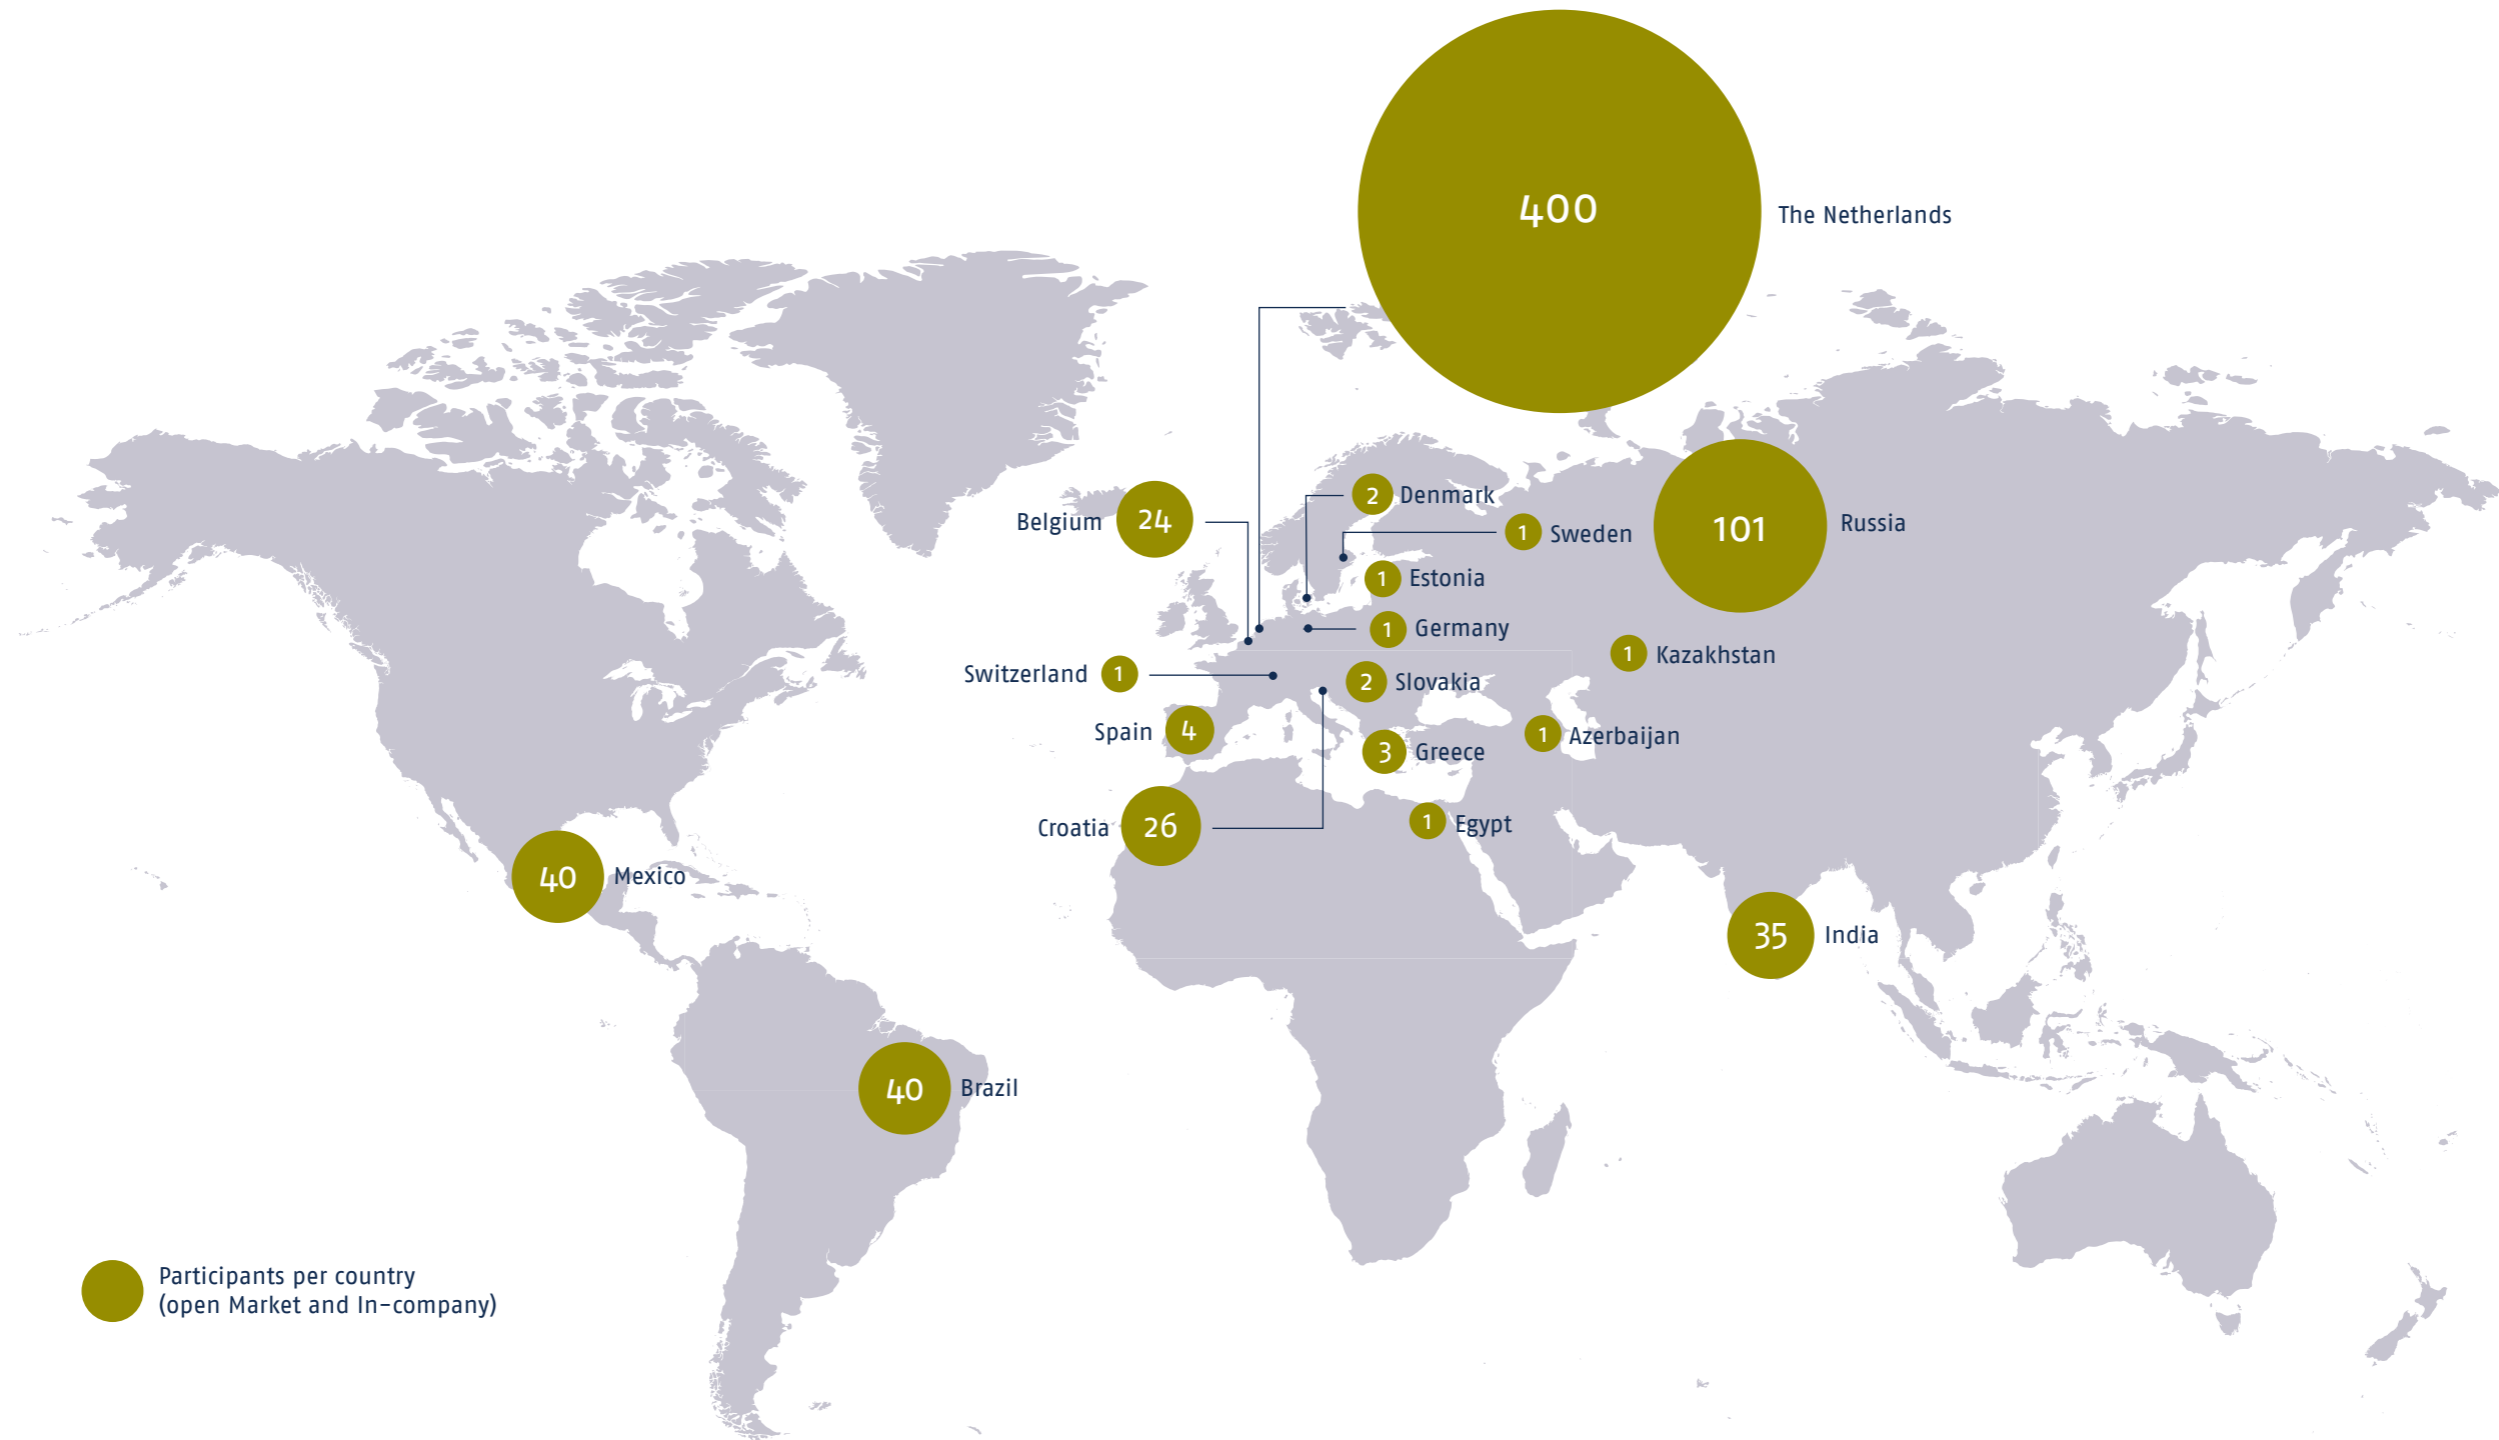 400
The Netherlands
2 Denmark
Belgium 24
1 Sweden
101 Russia
1 Estonia
1 Germany
1 Kazakhstan
Switzerland 1
2 Slovakia
Spain 4
1 Azerbaijan
3 Greece
Croatia 26
1 Egypt
40 Mexico
35 India
40 Brazil
Participants per country
(open Market and In-company)